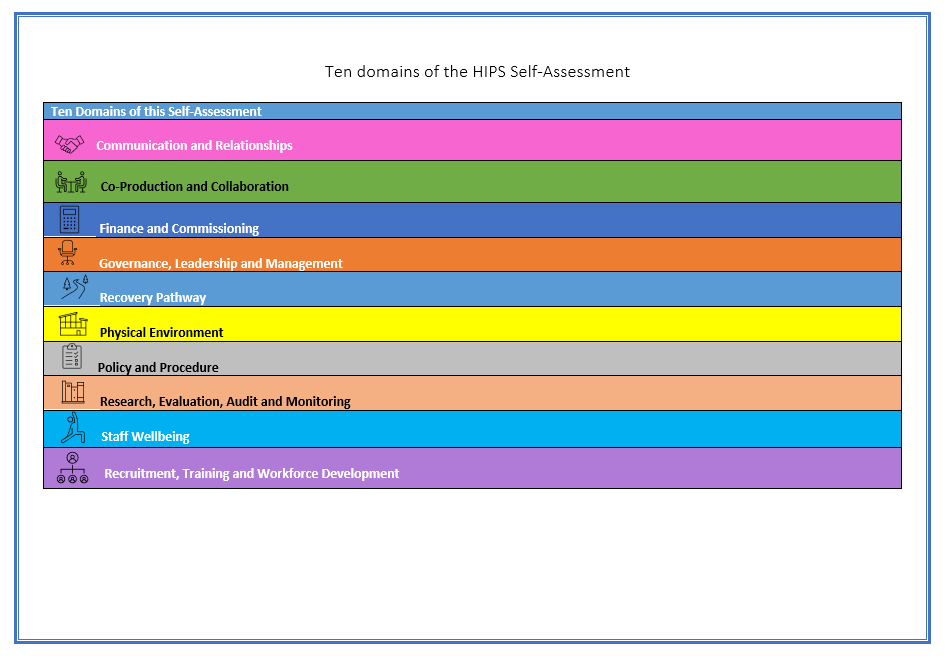 Ten domains of the HIPS Self-Assessment
Ten Domains of this Self-Assessment
Communication and Relationships
Co-Production and Collaboration
Finance and Commissioning
Governance, Leadership and Management
Recovery Pathway
Physical Environment
Policy and Procedure
Research, Evaluation, Audit and Monitoring
Staff Wellbeing
Recruitment, Training and Workforce Development